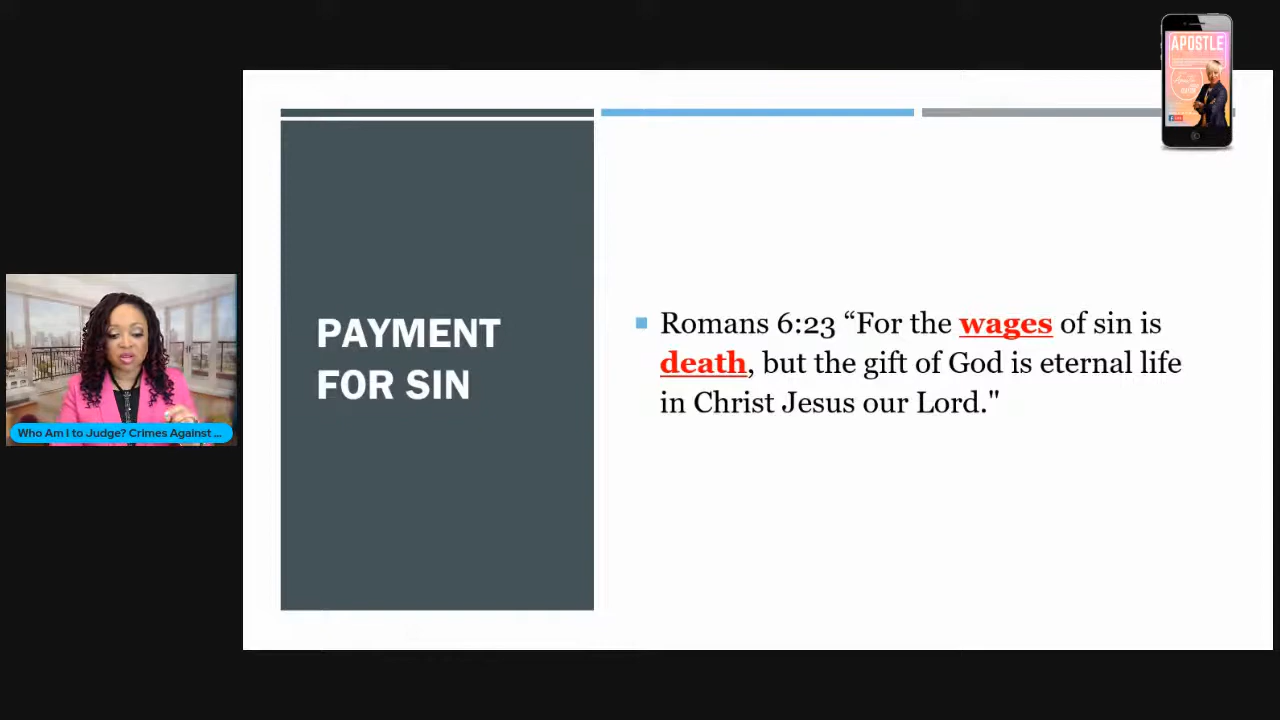 APOSTLE
PAYMENT
FOR SIN
Romans 6:23 “For the wages of sin is
death, but the gift of God is eternal life
in Christ Jesus our Lord."
Who Am I to Judge? Crimes Against ...